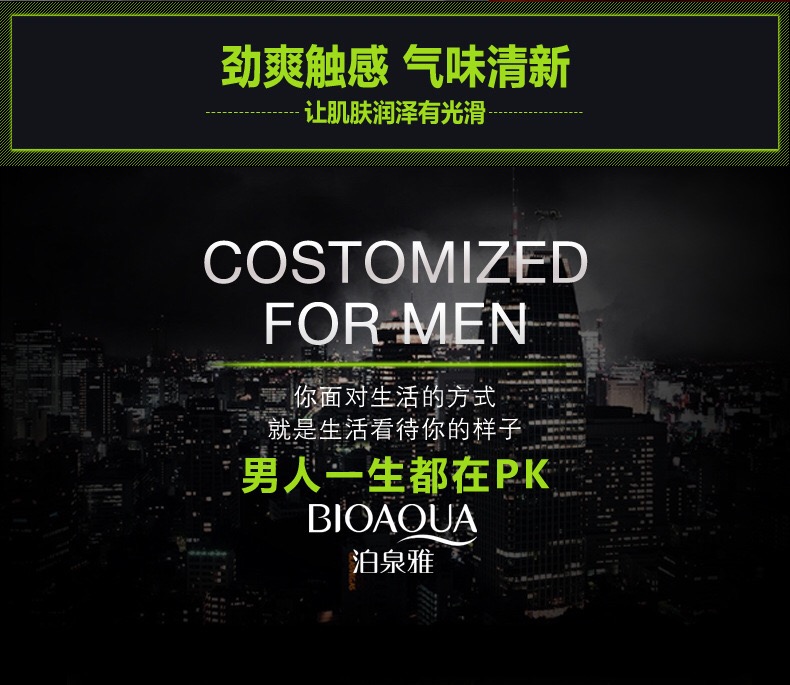 劲爽触感 气味清新
让肌肤润泽有光滑
COSTOMIZED
FOR MEN
你面对生活的方式
就是生活看待你的样子
男人一生都在PK
BIOAQUA
泊泉雅